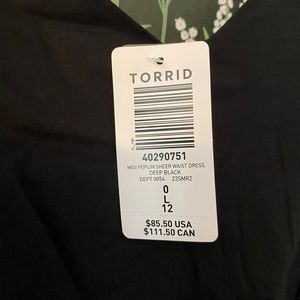 TORRID
40290751
MIDI POPLIN SHEER WAIST DRESS
DEEP BLACK
DEPT 0054 23SMR2
0
L
12
$85.50 USA
$111.50 CAN